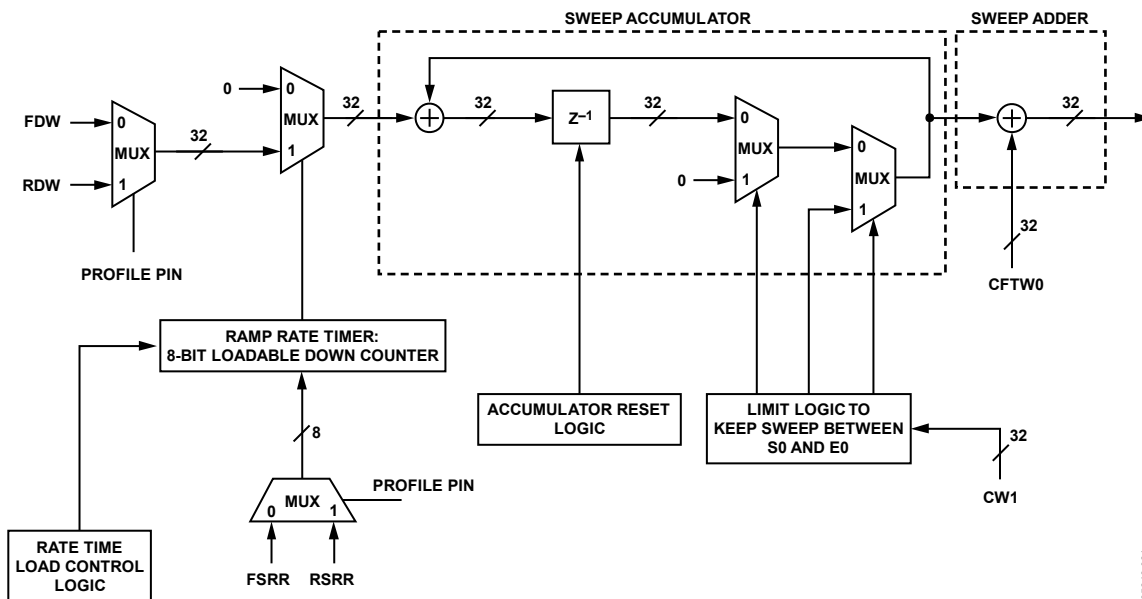 SWEEP ACCUMULATOR
SWEEP ADDER
FDW
RDW
0
1
MUX
32
PROFILE PIN
0
0
1
MUX
32
32
Z–1
32
0
0
1
MUX
0
1
MUX
32
32
CFTW0
RAMP RATE TIMER:
8-BIT LOADABLE DOWN COUNTER
8
ACCUMULATOR RESET
LOGIC
LIMIT LOGIC TO
KEEP SWEEP BETWEEN
S0 AND E0
32
CW1
MUX
0
1
PROFILE PIN
FSRR
RSRR
RATE TIME
LOAD CONTROL
LOGIC